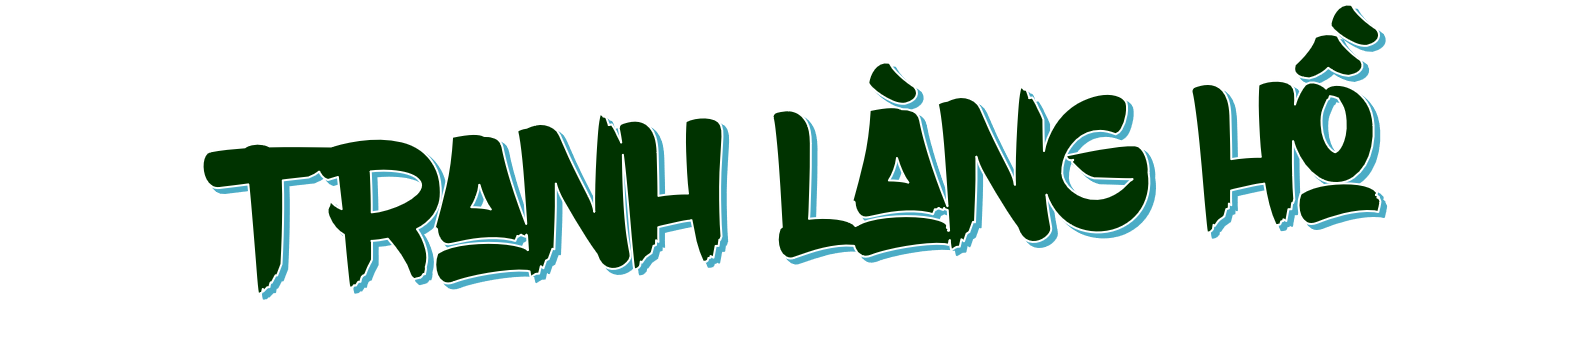 TRANH LÀNG HỒ